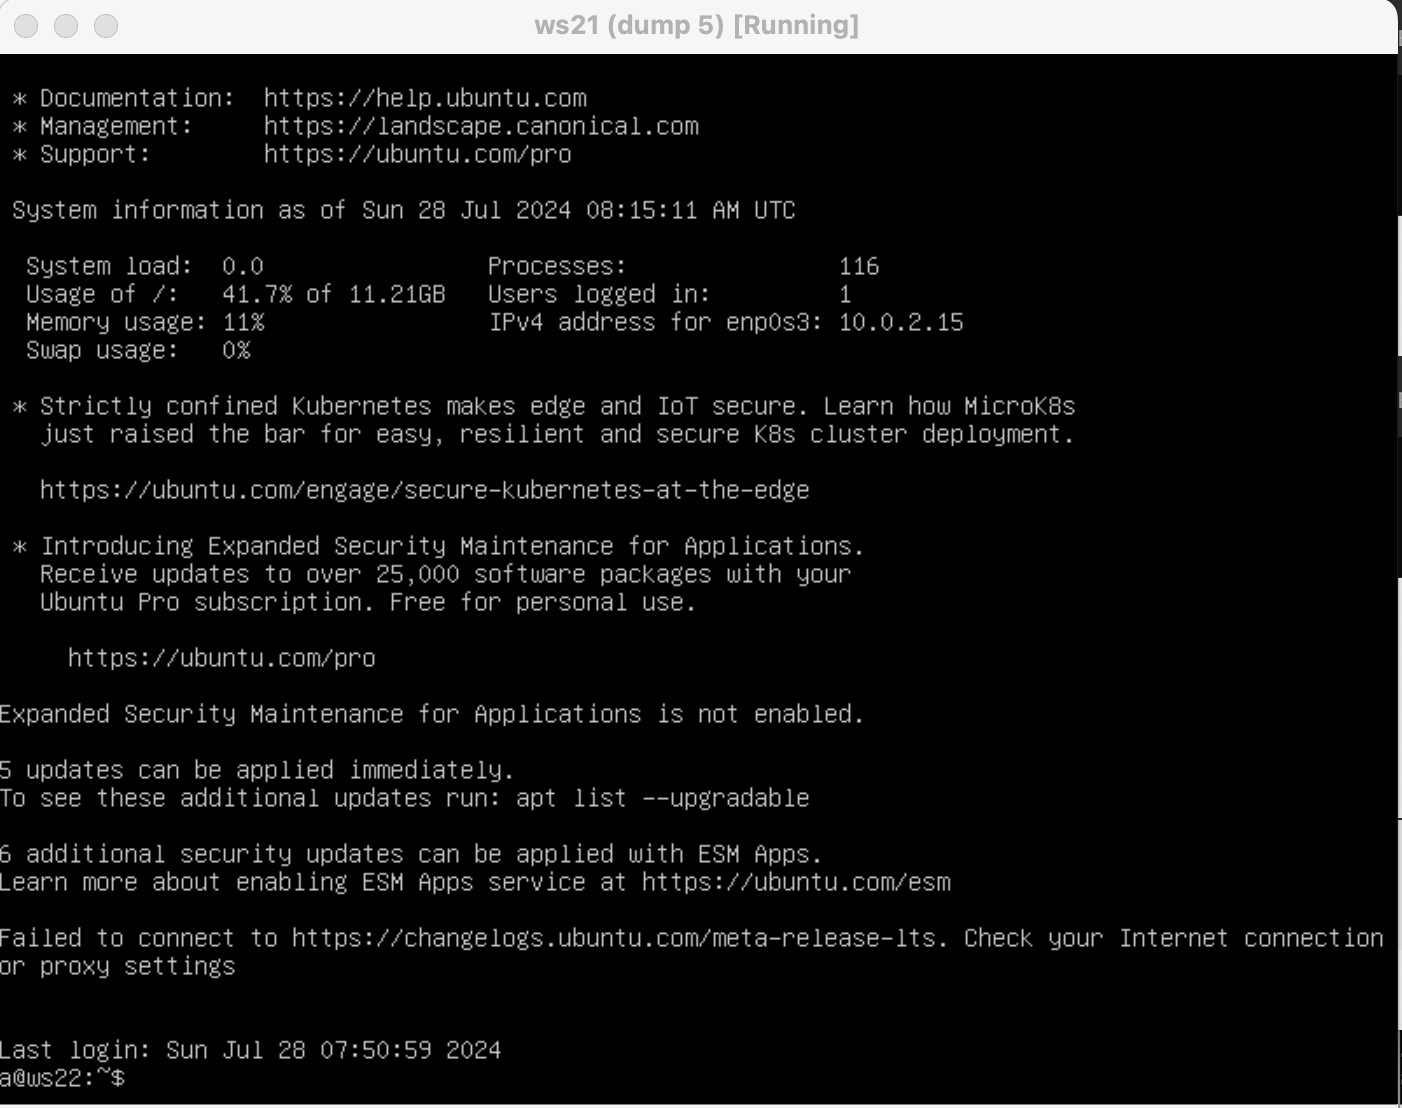 ws21 (dump 5) [Running]
* Documentation:  https://help.ubuntu.com
* Management:     https://landscape.canonical.com
* Support:        https://ubuntu.com/pro
System information as of Sun 28 Jul 2024 08:15:11 AM UTC
System load:  0.0                Processes:               116
Usage of /:   41.7% of 11.21GB   Users logged in:         1
Memory usage: 11%                IPv4 address for enp0s3: 10.0.2.15
Swap usage:   0%
* Strictly confined Kubernetes makes edge and IoT secure. Learn how MicroK8s
just raised the bar for easy, resilient and secure K8s cluster deployment.
https://ubuntu.com/engage/secure-kubernetes-at-the-edge
* Introducing Expanded Security Maintenance for Applications.
Receive updates to over 25,000 software packages with your
Ubuntu Pro subscription. Free for personal use.
https://ubuntu.com/pro
Expanded Security Maintenance for Applications is not enabled.
5 updates can be applied immediately.
To see these additional updates run: apt list --upgradable
6 additional security updates can be applied with ESM Apps.
Learn more about enabling ESM Apps service at https://ubuntu.com/esm
Failed to connect to https://changelogs.ubuntu.com/meta-release-lts. Check your Internet connection
or proxy settings
Last login: Sun Jul 28 07:50:59 2024
a@ws22:~$